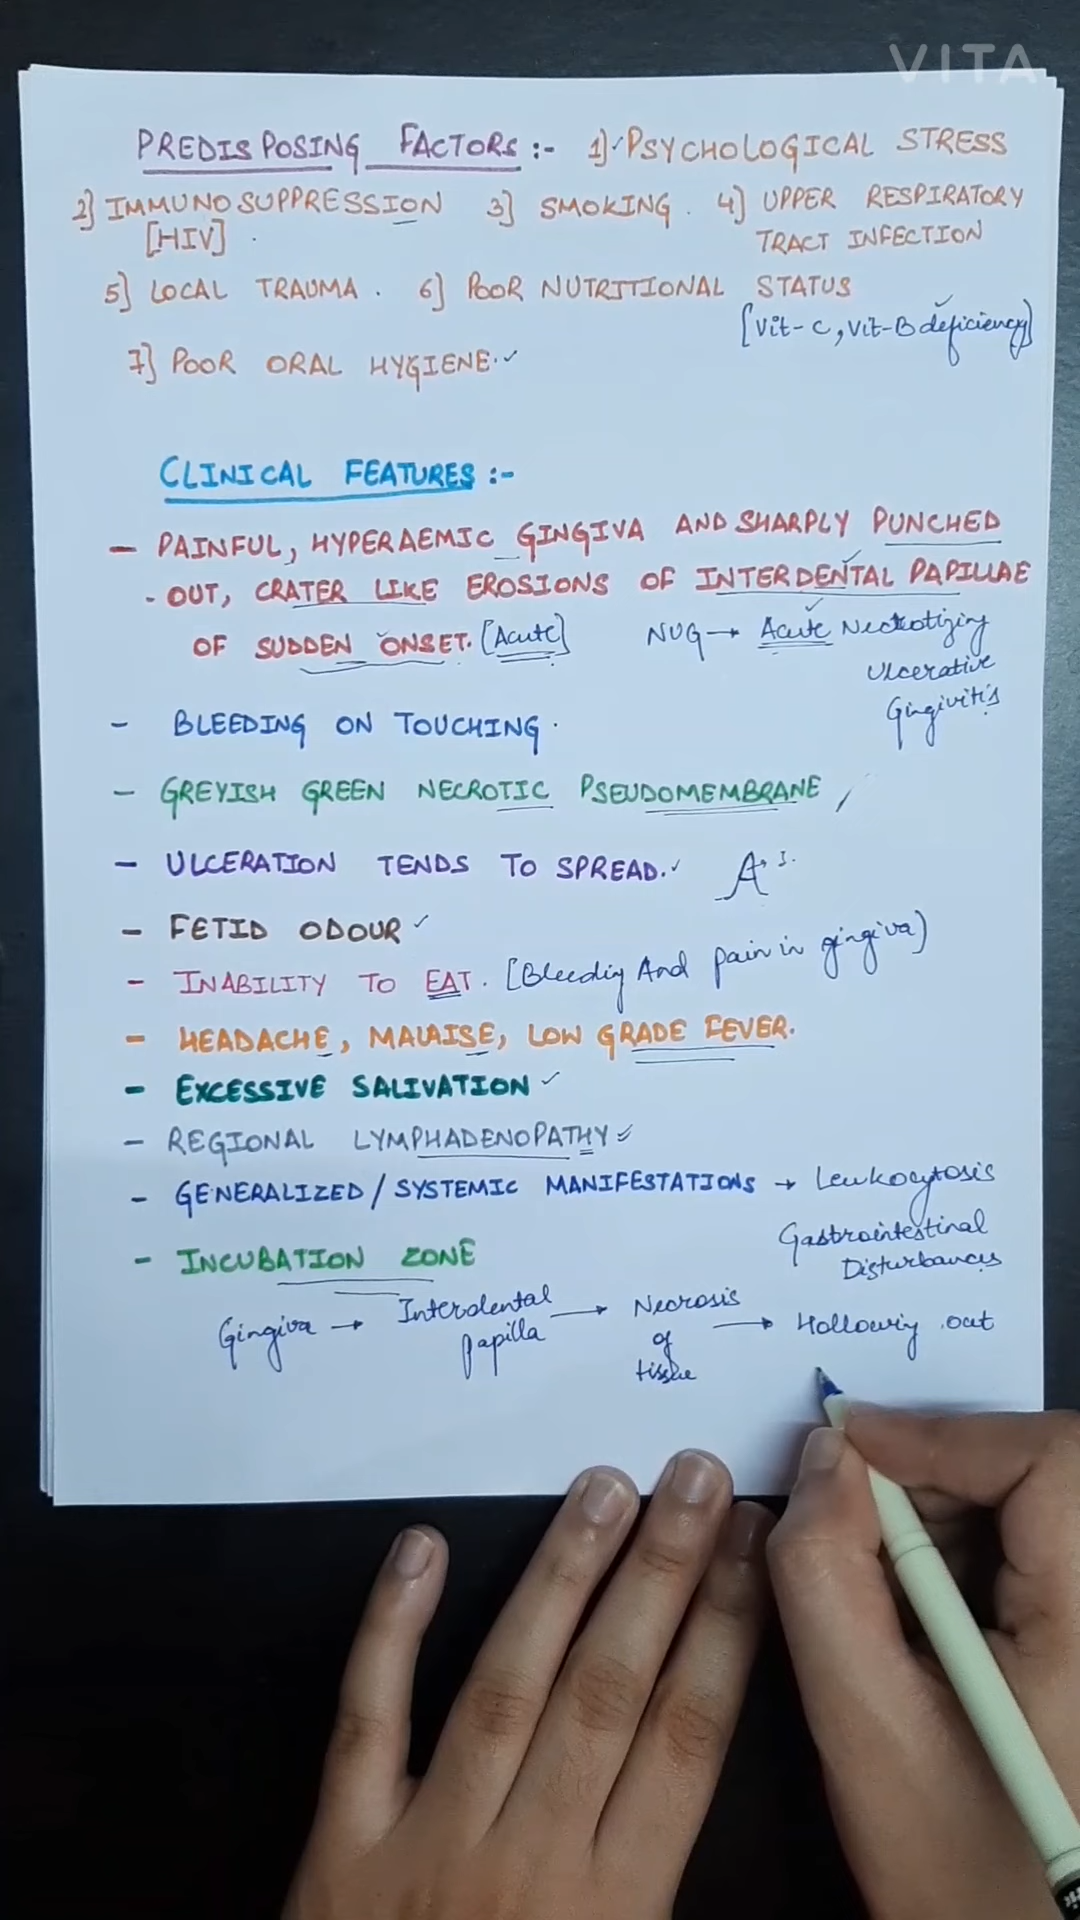 VITA
PREDISPOSING FACTORS :- 1] PSYCHOLOGICAL STRESS
2] IMMUNOSUPPRESSION 3] SMOKING. 4] UPPER RESPIRATORY
[HIV] . TRACT INFECTION
5] LOCAL TRAUMA. 6] POOR NUTRITIONAL STATUS
[Vit-C, Vit-B deficiency]
7] POOR ORAL HYGIENE.
CLINICAL FEATURES :-
- PAINFUL, HYPERAEMIC GINGIVA AND SHARPLY PUNCHED
- OUT, CRATER LIKE EROSIONS OF INTERDENTAL PAPILLAE
OF SUDDEN ONSET. [Acute] NUG → Acute Necrotizing
Ulcerative
Gingivitis
- BLEEDING ON TOUCHING.
- GREYISH GREEN NECROTIC PSEUDOMEMBRANE
- ULCERATION TENDS TO SPREAD.
- FETID ODOUR
- INABILITY TO EAT. [Bleediy And pain in gingiva]
- HEADACHE, MALAISE, LOW GRADE FEVER.
- EXCESSIVE SALIVATION
- REGIONAL LYMPHADENOPATHY
- GENERALIZED/SYSTEMIC MANIFESTATIONS → Leukocytosis
Gastrointestinal
Disturbances
- INCUBATION ZONE
Gingiva → Interdental papilla → Necrosis of tissue → Hollowiy out